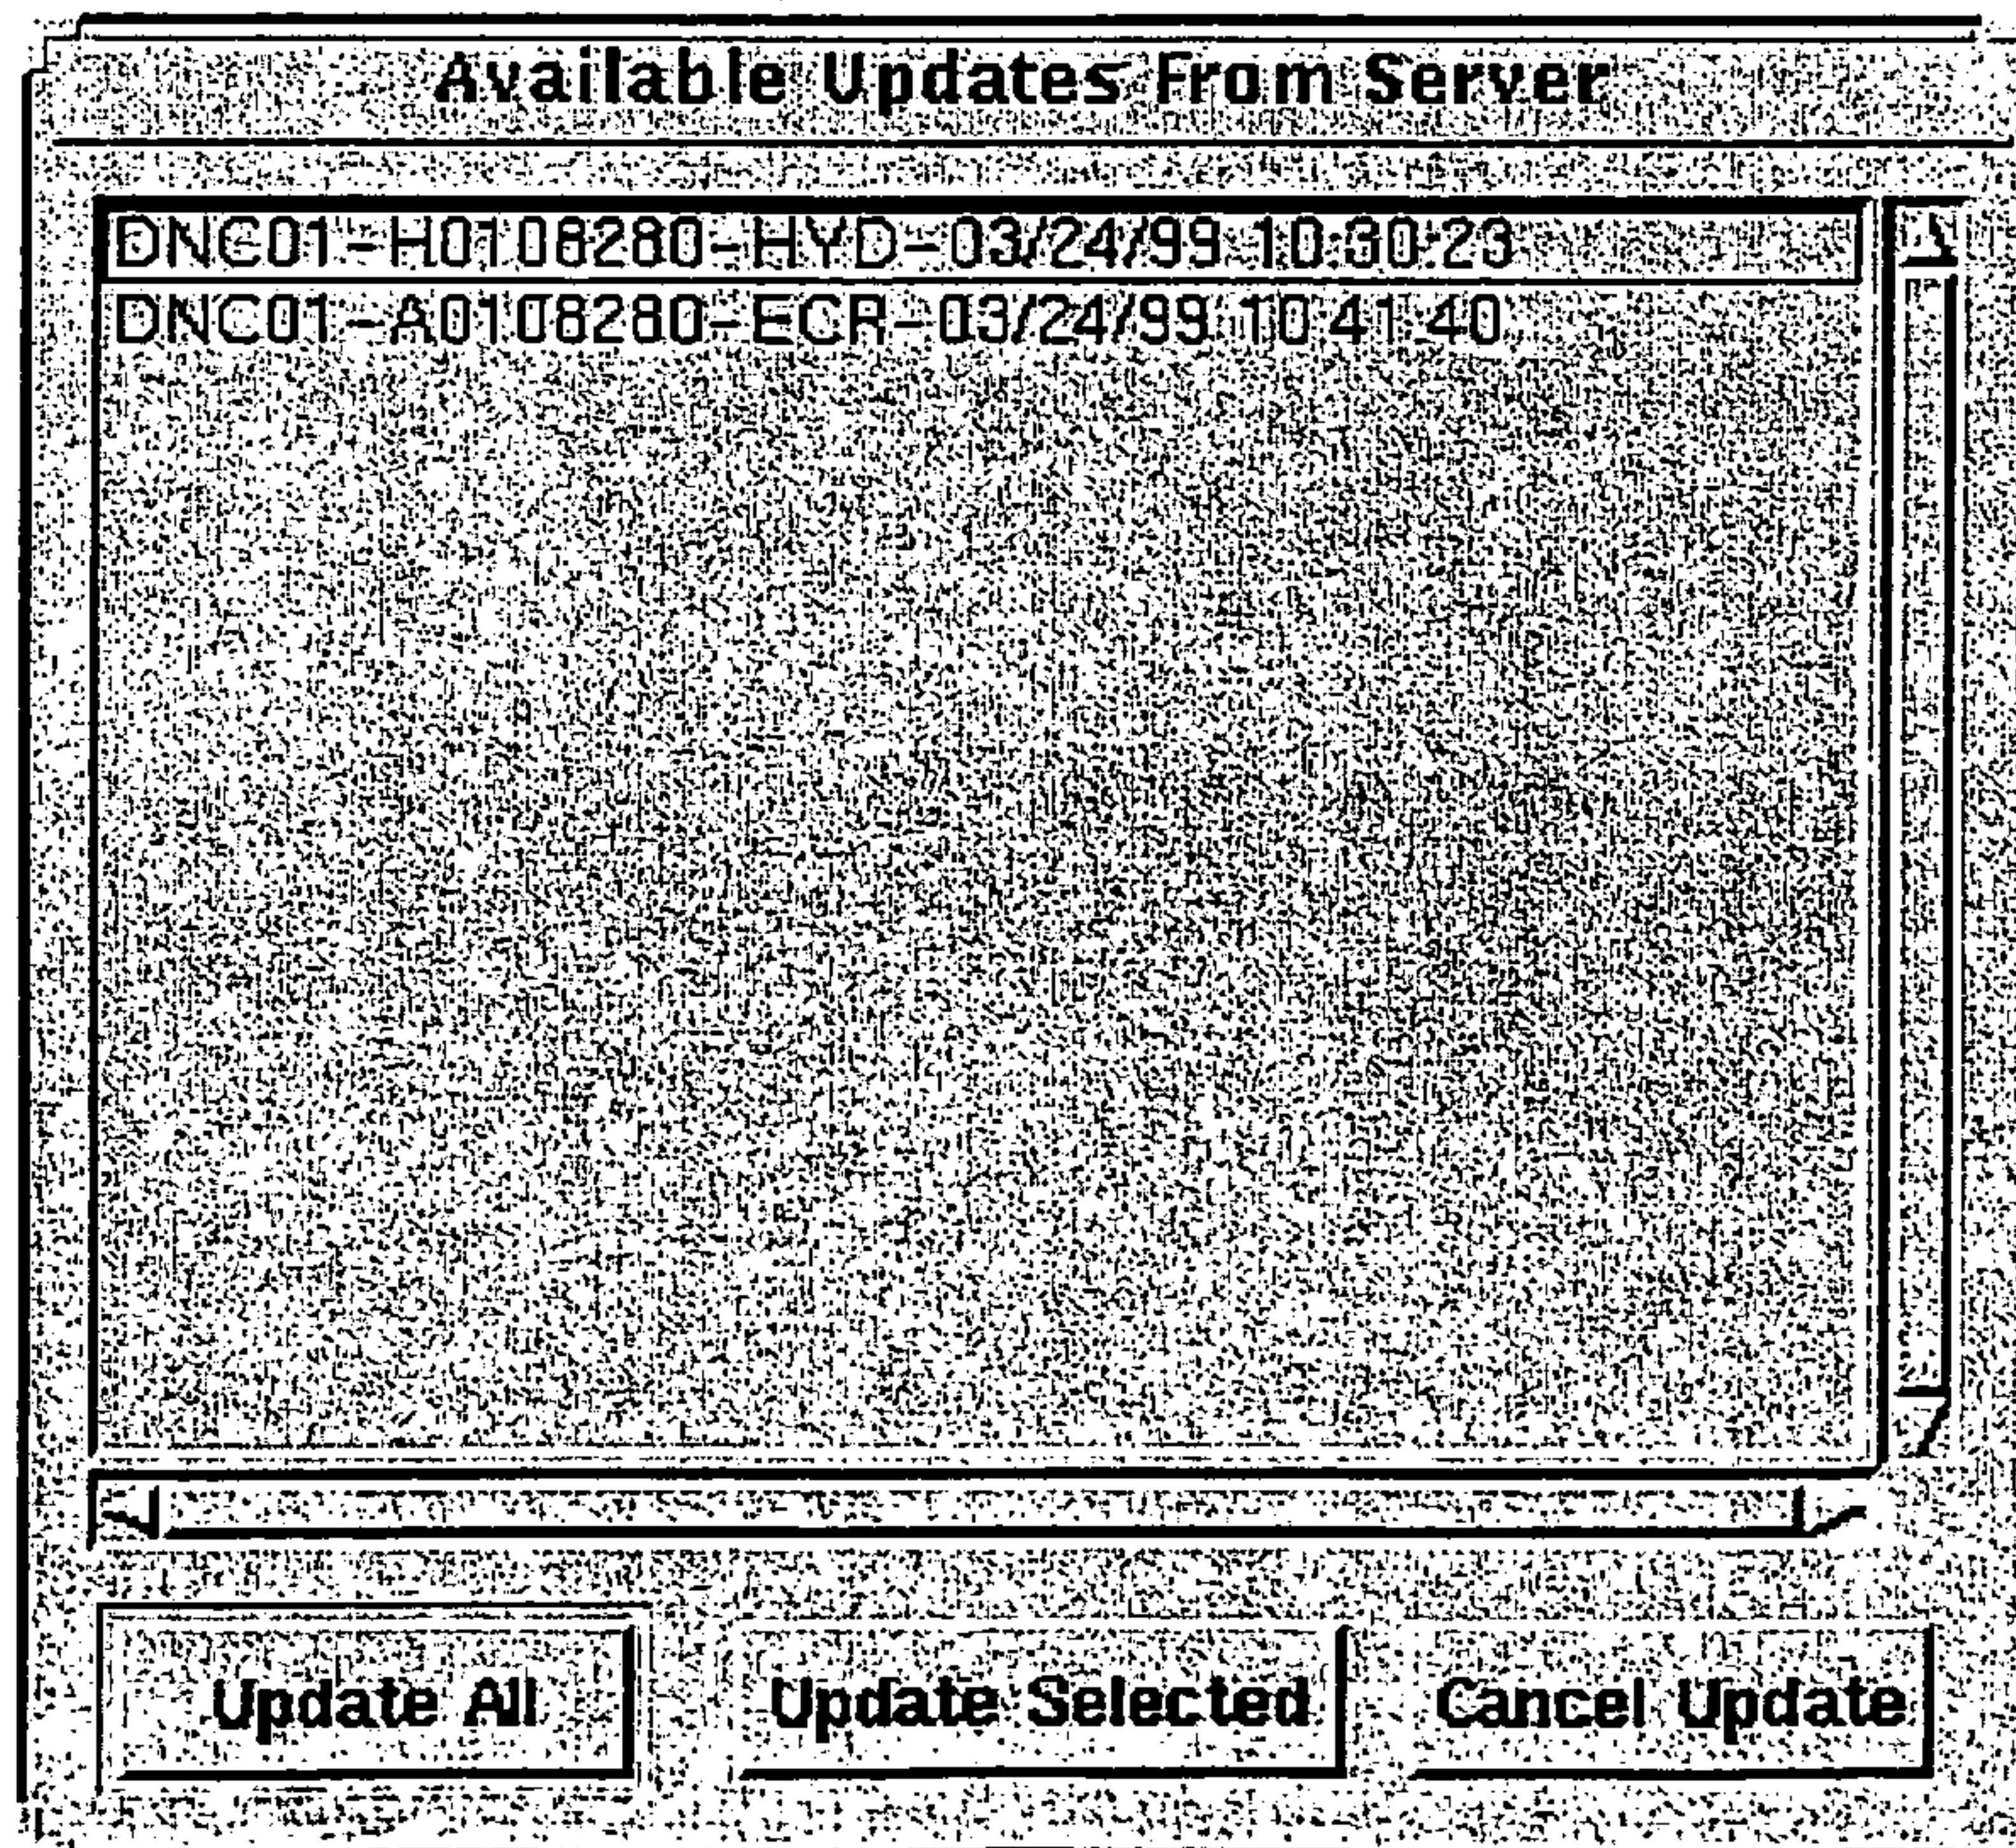 Available Updates From Server
DNC01-H0108280-HYD-03/24/99 10:30:23
DNC01-A0108280-ECR-03/24/99 10:41:40
Update All
Update Selected
Cancel Update